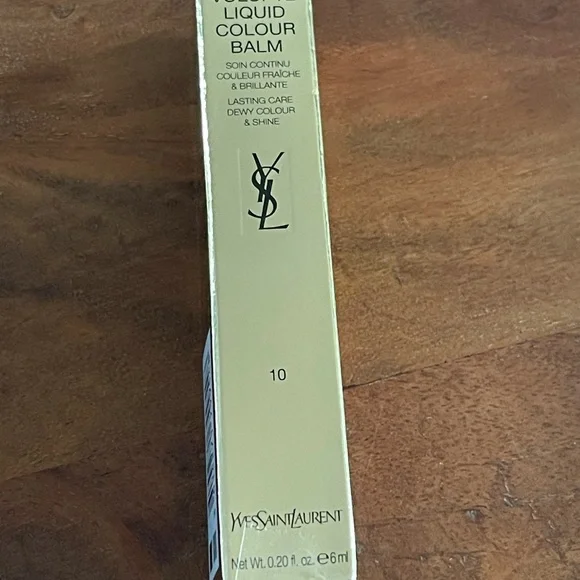 LIQUID
COLOUR
BALM
SOIN CONTINU
COULEUR FRAÎCHE
& BRILLANTE
LASTING CARE
DEWY COLOUR
& SHINE
YSL
10
YVESSAINTLAURENT
Net Wt. 0.20 fl. oz. ℮6ml